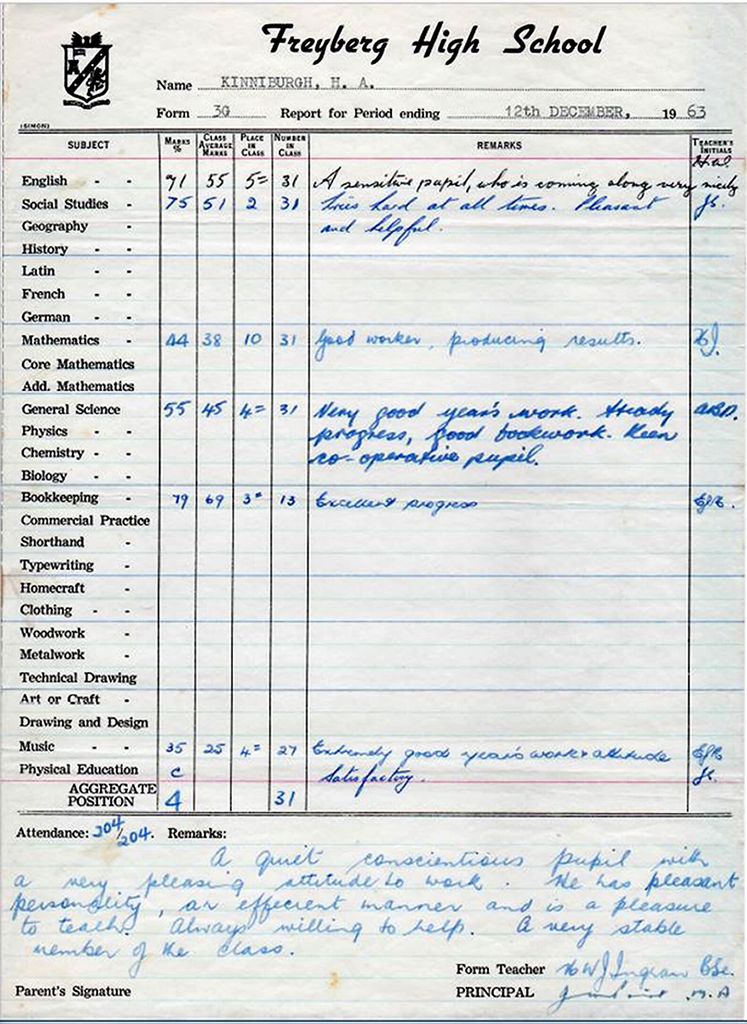 Freyberg High School
Name KINNIBURGH, H. A.
Form 3G Report for Period ending 12th DECEMBER, 19 63
(SIMON)
SUBJECT MARKS % CLASS AVERAGE MARKS PLACE IN CLASS NUMBER IN CLASS REMARKS TEACHER'S INITIALS
English - - 71 55 5= 31 A sensitive pupil, who is coming along very nicely
Social Studies - 75 51 2 31 Tries hard at all times. Pleasant
Geography - and helpful.
History - -
Latin - -
French - -
German - -
Mathematics - 44 38 10 31 Good worker, producing results.
Core Mathematics
Add. Mathematics
General Science 55 45 4= 31 Very good year's work. Steady
Physics - - progress, good bookwork. Keen
Chemistry - - co-operative pupil.
Biology - -
Bookkeeping - 79 69 3= 13 Excellent progress
Commercial Practice
Shorthand -
Typewriting -
Homecraft -
Clothing - -
Woodwork -
Metalwork -
Technical Drawing
Art or Craft -
Drawing and Design
Music - - 35 25 4= 27 Extremely good year's work & attitude
Physical Education C Satisfactory.
AGGREGATE
POSITION 4 31
Attendance: 204/204. Remarks:
A quiet conscientious pupil with
a very pleasing attitude to work. He has pleasant
personality, an effecient manner and is a pleasure
to teach. Always willing to help. A very stable
member of the class.
Form Teacher Ingram BSc.
Parent's Signature PRINCIPAL M.A